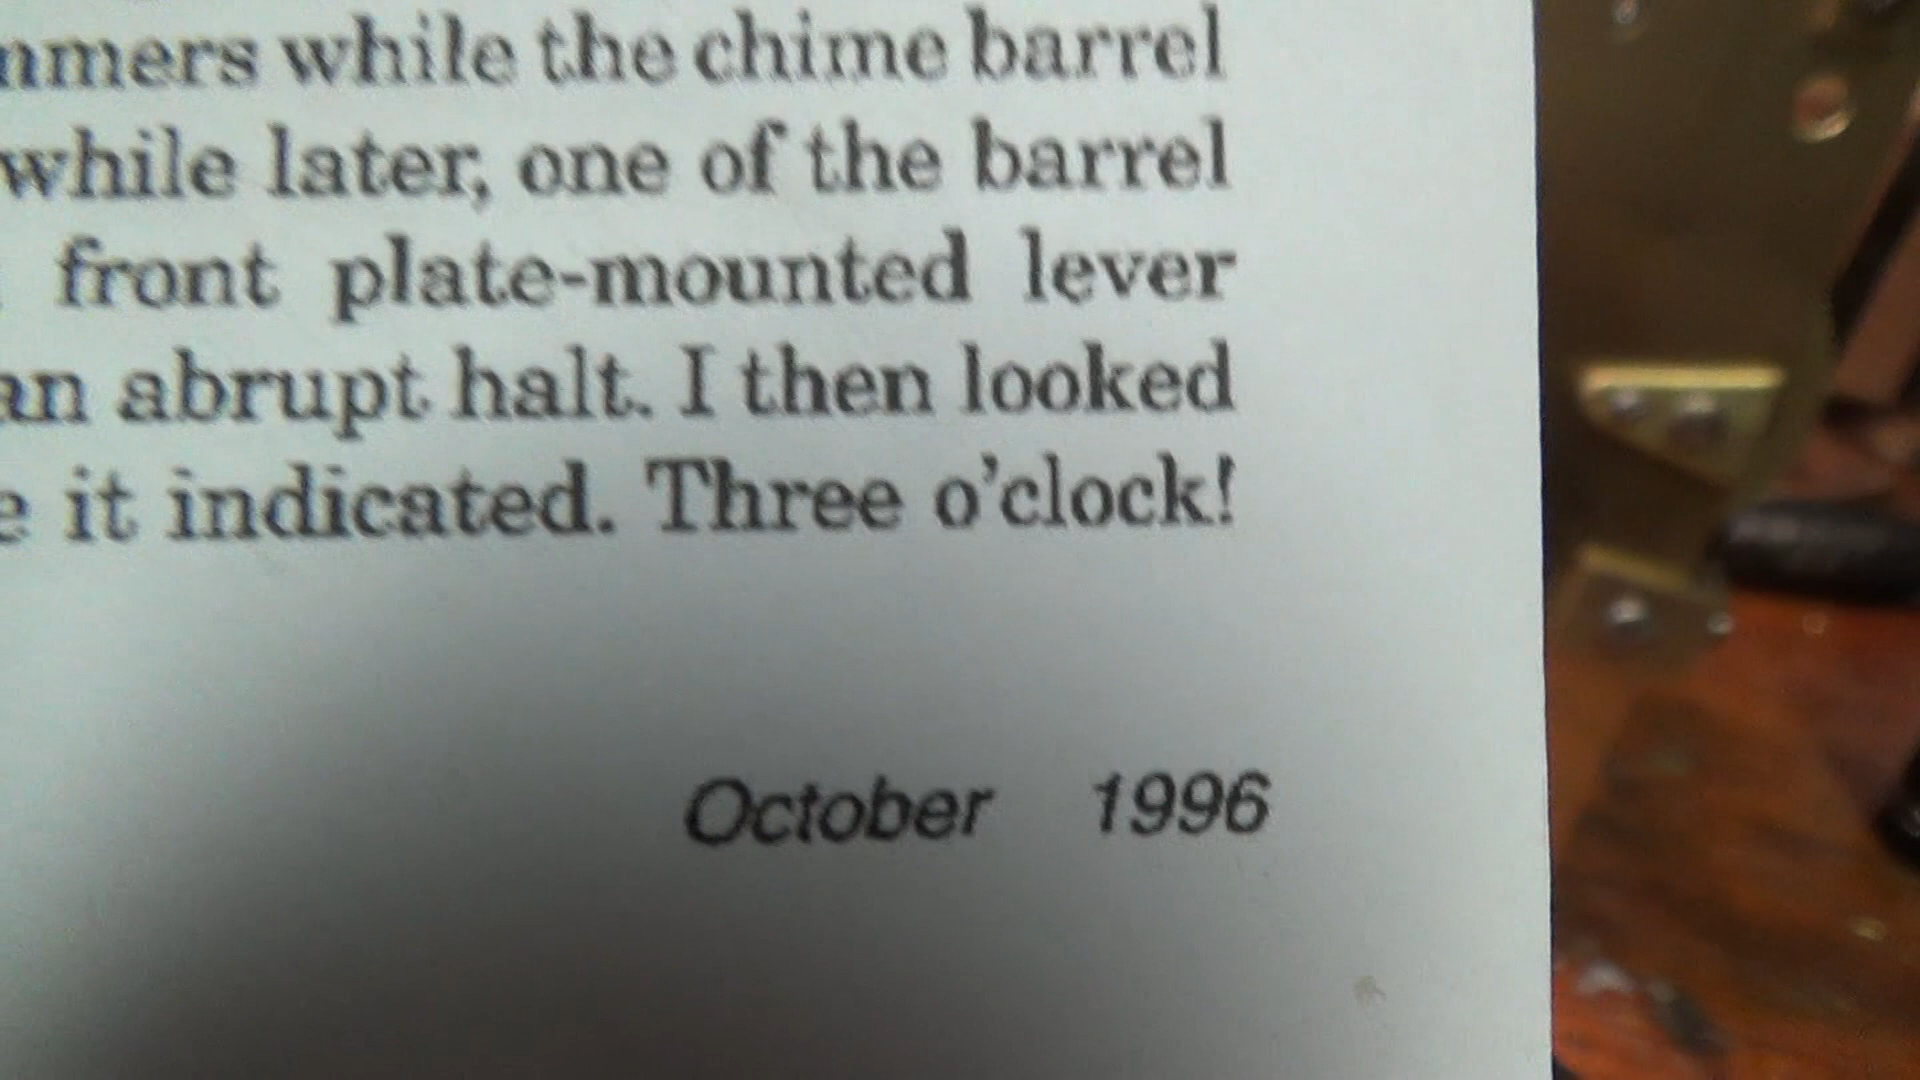 while the chime barrel
while later, one of the barrel
front plate-mounted lever
an abrupt halt. I then looked
it indicated. Three o'clock!
October 1996